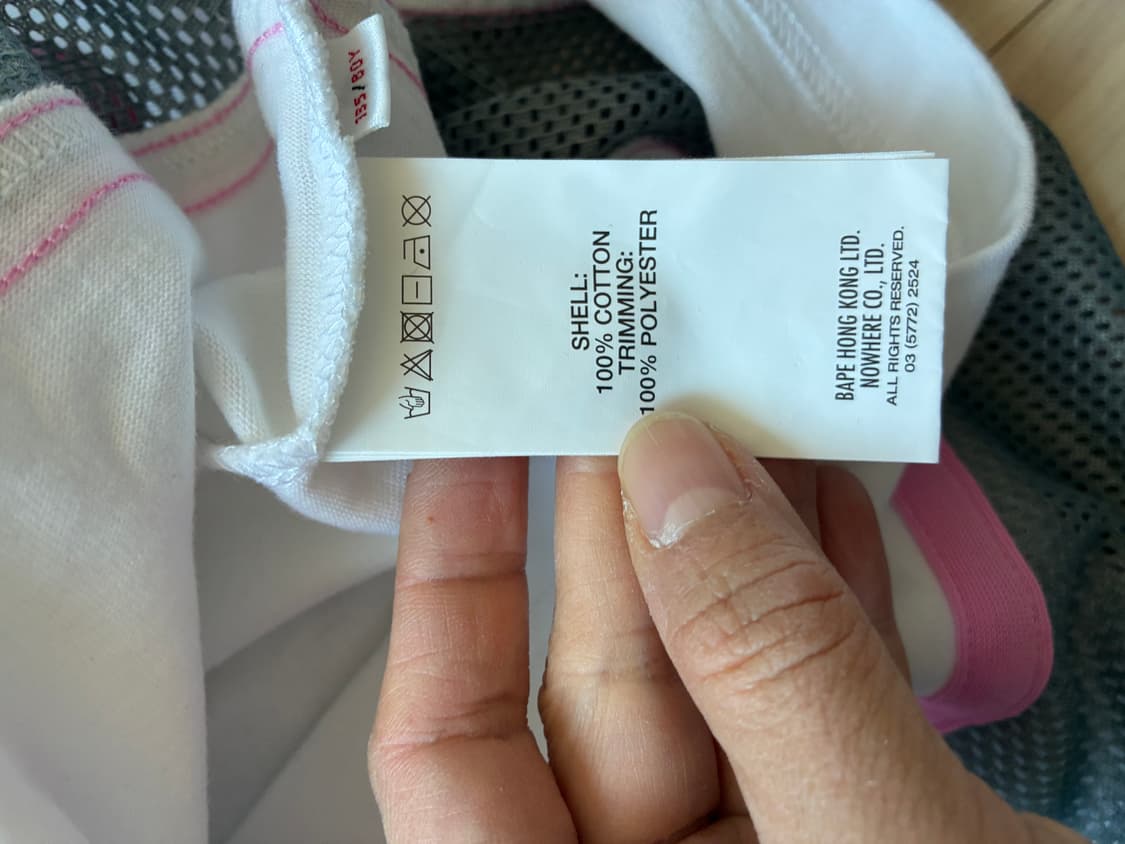 155/BOY
SHELL:
100% COTTON
TRIMMING:
100% POLYESTER
BAPE HONG KONG LTD.
NOWHERE CO., LTD.
ALL RIGHTS RESERVED.
03 (5772) 2524